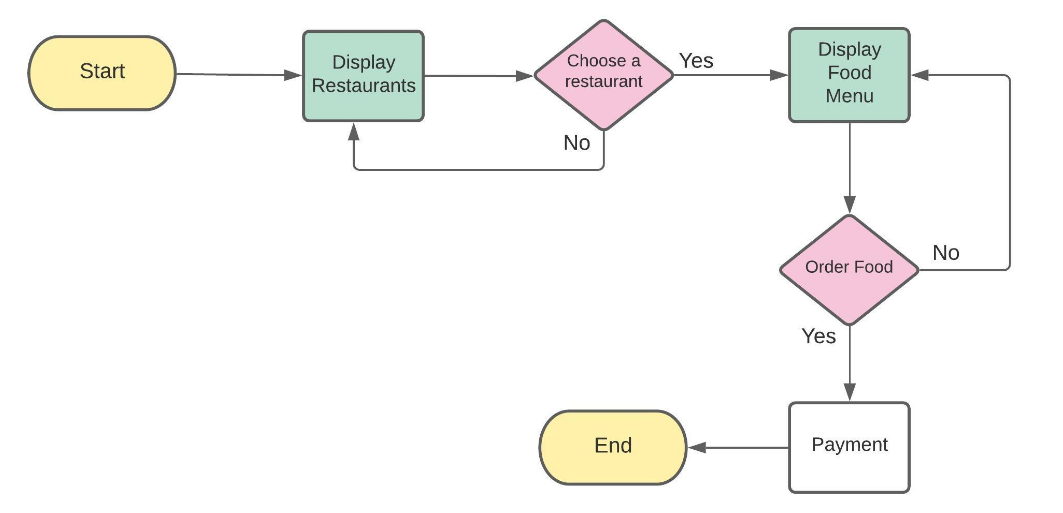 Start
Display
Restaurants
Choose a
restaurant
Yes
No
Display
Food
Menu
Order Food
No
Yes
Payment
End